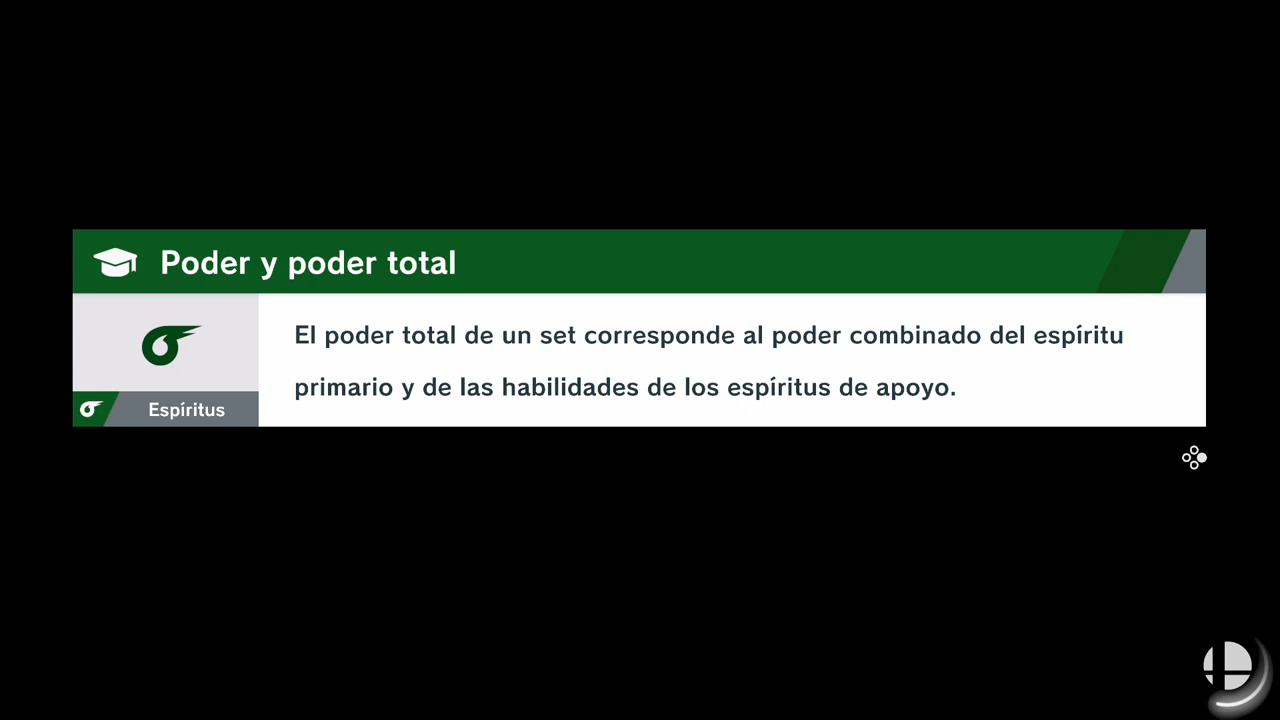 Poder y poder total
El poder total de un set corresponde al poder combinado del espíritu
primario y de las habilidades de los espíritus de apoyo.
Espíritus